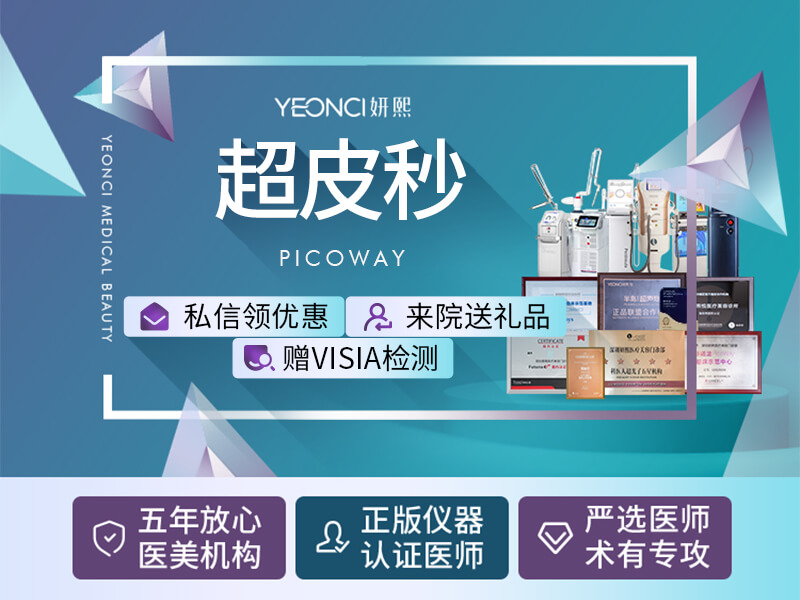 YEONCI妍熙
超皮秒
PICOWAY
YEONCI MEDICAL BEAUTY
私信领优惠
来院送礼品
赠VISIA检测
CERTIFICATE
五年放心
医美机构
正版仪器
认证医师
严选医师
术有专攻